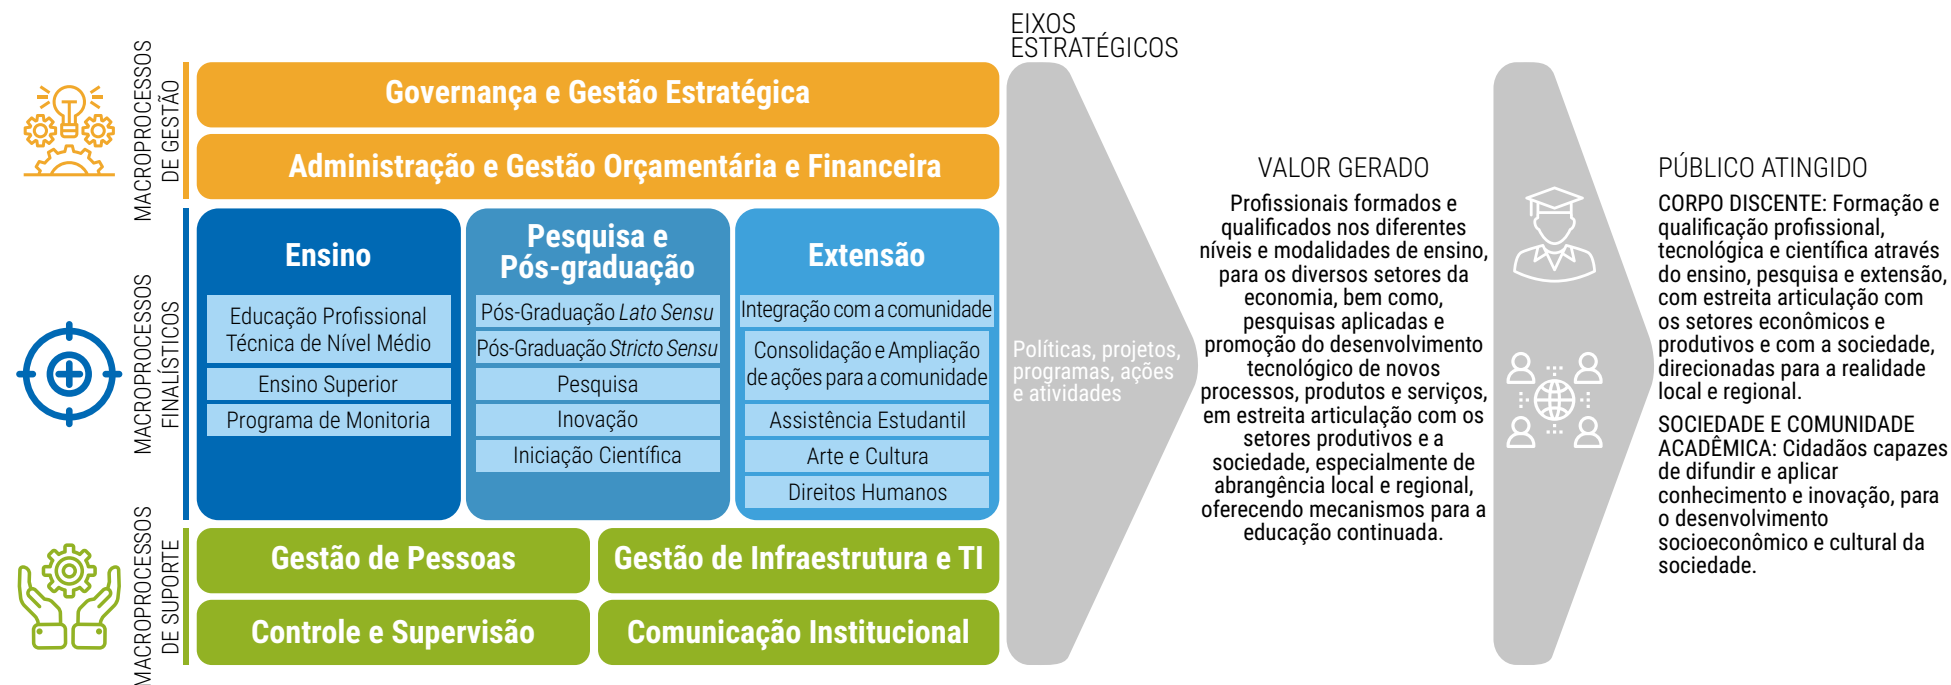 EIXOS
ESTRATÉGICOS
MACROPROCESSOS
DE GESTÃO
Governança e Gestão Estratégica
Administração e Gestão Orçamentária e Financeira
MACROPROCESSOS
FINALÍSTICOS
Ensino
Educação Profissional
Técnica de Nível Médio
Ensino Superior
Programa de Monitoria
Pesquisa e
Pós-graduação
Pós-Graduação Lato Sensu
Pós-Graduação Stricto Sensu
Pesquisa
Inovação
Iniciação Científica
Extensão
Integração com a comunidade
Consolidação e Ampliação
de ações para a comunidade
Assistência Estudantil
Arte e Cultura
Direitos Humanos
MACROPROCESSOS
DE SUPORTE
Gestão de Pessoas
Gestão de Infraestrutura e TI
Controle e Supervisão
Comunicação Institucional
Políticas, projetos,
programas, ações
e atividades
VALOR GERADO
Profissionais formados e
qualificados nos diferentes
níveis e modalidades de ensino,
para os diversos setores da
economia, bem como,
pesquisas aplicadas e
promoção do desenvolvimento
tecnológico de novos
processos, produtos e serviços,
em estreita articulação com os
setores produtivos e a
sociedade, especialmente de
abrangência local e regional,
oferecendo mecanismos para a
educação continuada.
PÚBLICO ATINGIDO
CORPO DISCENTE: Formação e
qualificação profissional,
tecnológica e científica através
do ensino, pesquisa e extensão,
com estreita articulação com
os setores econômicos e
produtivos e com a sociedade,
direcionadas para a realidade
local e regional.
SOCIEDADE E COMUNIDADE
ACADÊMICA: Cidadãos capazes
de difundir e aplicar
conhecimento e inovação, para
o desenvolvimento
socioeconômico e cultural da
sociedade.